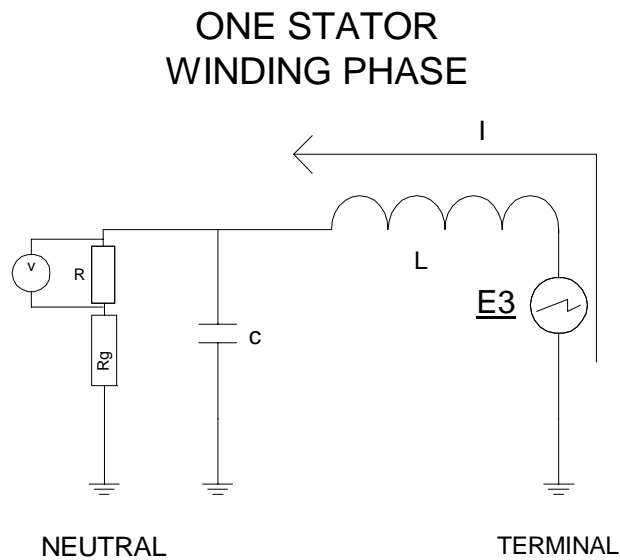 ONE STATOR
WINDING PHASE
I
V
R
L
E3
Rg
c
NEUTRAL
TERMINAL